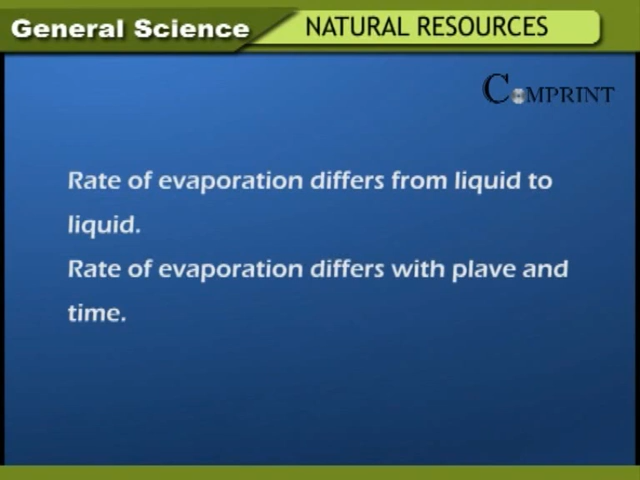 General Science
NATURAL RESOURCES
COMPRINT
Rate of evaporation differs from liquid to
liquid.
Rate of evaporation differs with plave and
time.